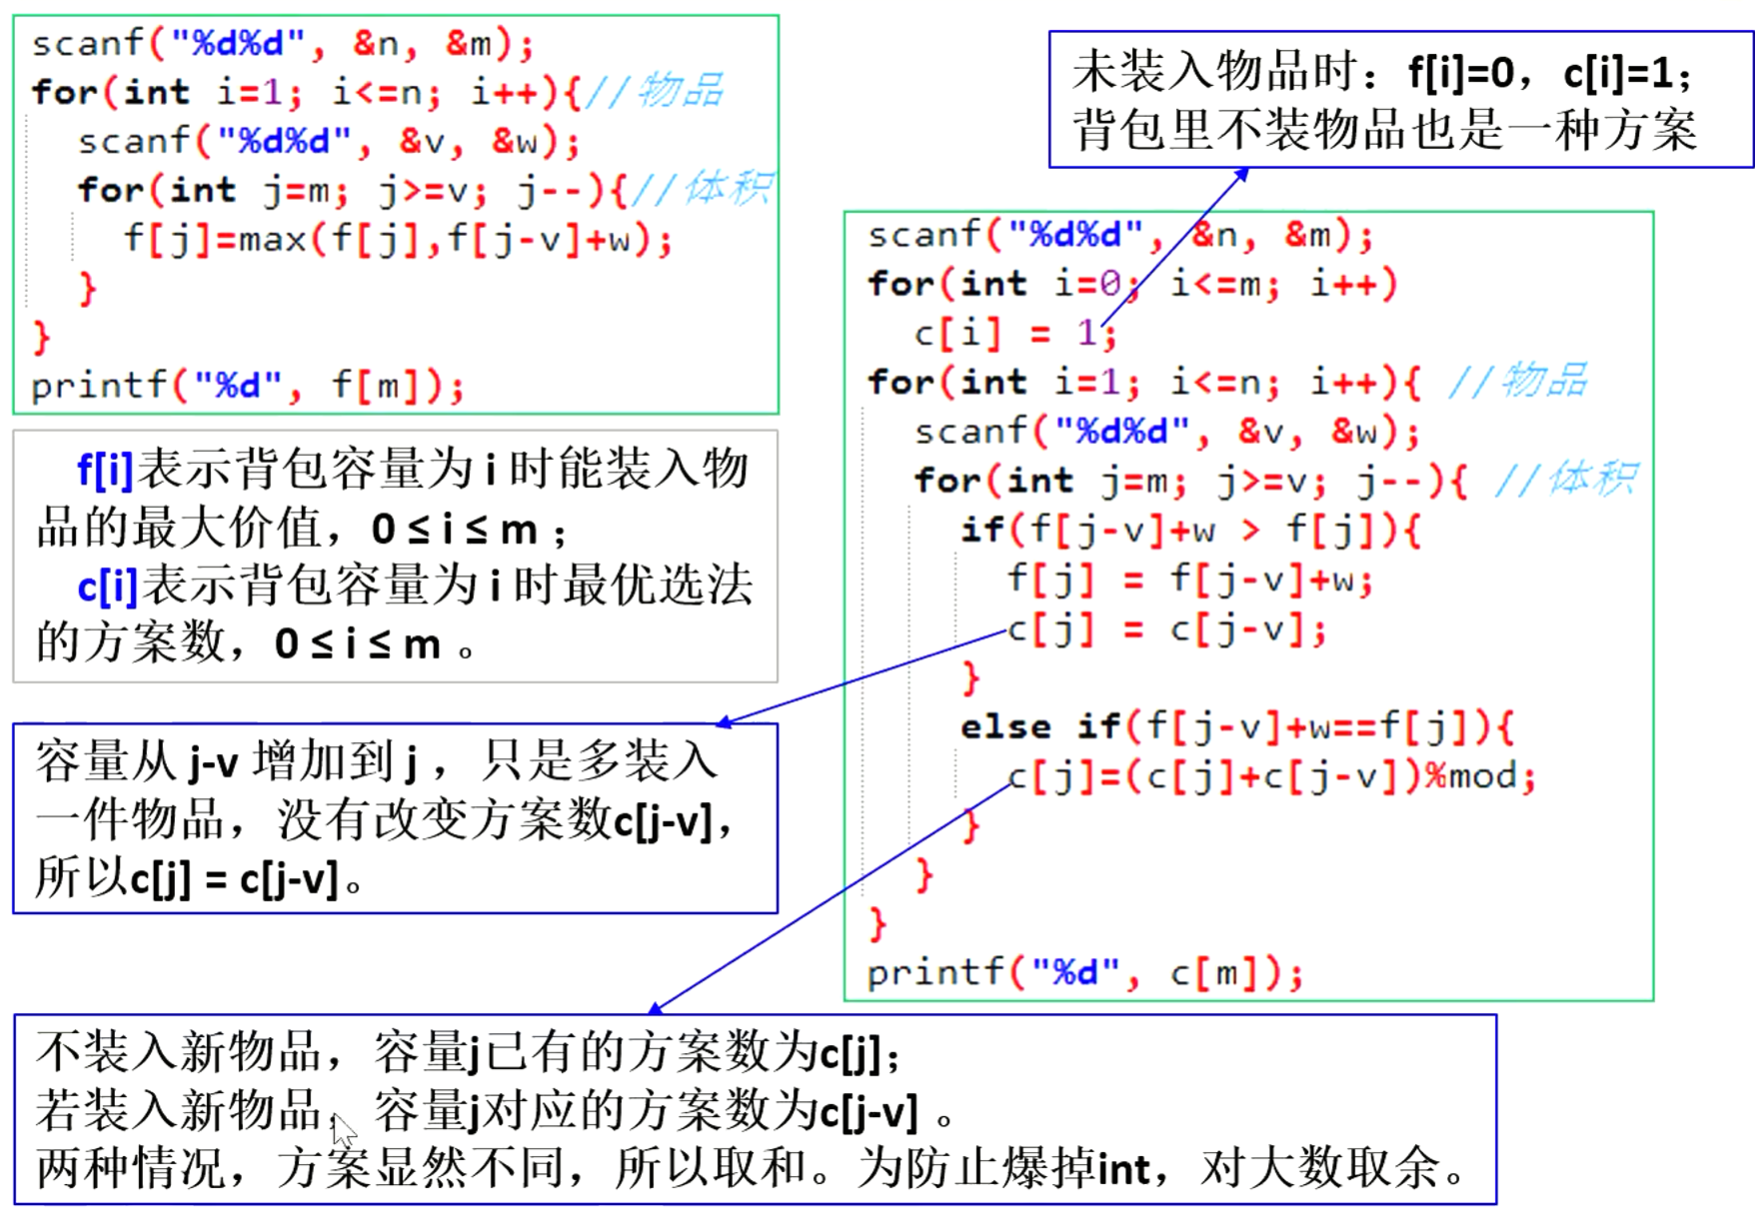 scanf("%d%d", &n, &m);
for(int i=1; i<=n; i++){//物品
scanf("%d%d", &v, &w);
for(int j=m; j>=v; j--){//体积
f[j]=max(f[j],f[j-v]+w);
}
}
printf("%d", f[m]);
f[i]表示背包容量为 i 时能装入物
品的最大价值，0 ≤ i ≤ m ；
c[i]表示背包容量为 i 时最优选法
的方案数，0 ≤ i ≤ m 。
未装入物品时：f[i]=0，c[i]=1；
背包里不装物品也是一种方案
scanf("%d%d", &n, &m);
for(int i=0; i<=m; i++)
c[i] = 1;
for(int i=1; i<=n; i++){ //物品
scanf("%d%d", &v, &w);
for(int j=m; j>=v; j--){ //体积
if(f[j-v]+w > f[j]){
f[j] = f[j-v]+w;
c[j] = c[j-v];
}
else if(f[j-v]+w==f[j]){
c[j]=(c[j]+c[j-v])%mod;
}
}
}
printf("%d", c[m]);
容量从 j-v 增加到 j ，只是多装入
一件物品，没有改变方案数c[j-v]，
所以c[j] = c[j-v]。
不装入新物品，容量j已有的方案数为c[j]；
若装入新物品，容量j对应的方案数为c[j-v] 。
两种情况，方案显然不同，所以取和。为防止爆掉int，对大数取余。